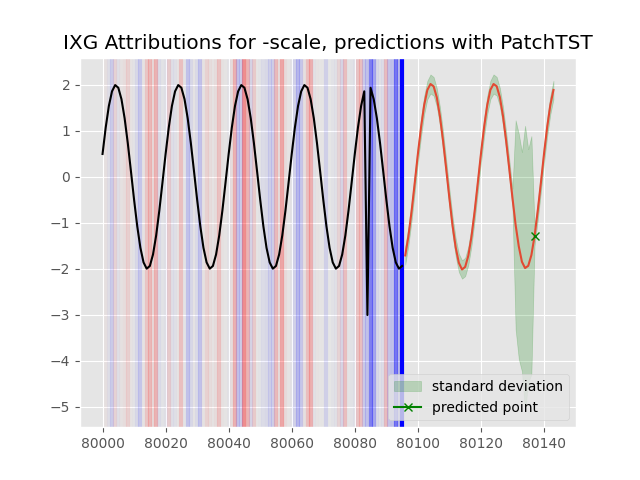 IXG Attributions for -scale, predictions with PatchTST
2
1
0
−1
−2
−3
−4
−5
standard deviation
predicted point
80000 80020 80040 80060 80080 80100 80120 80140